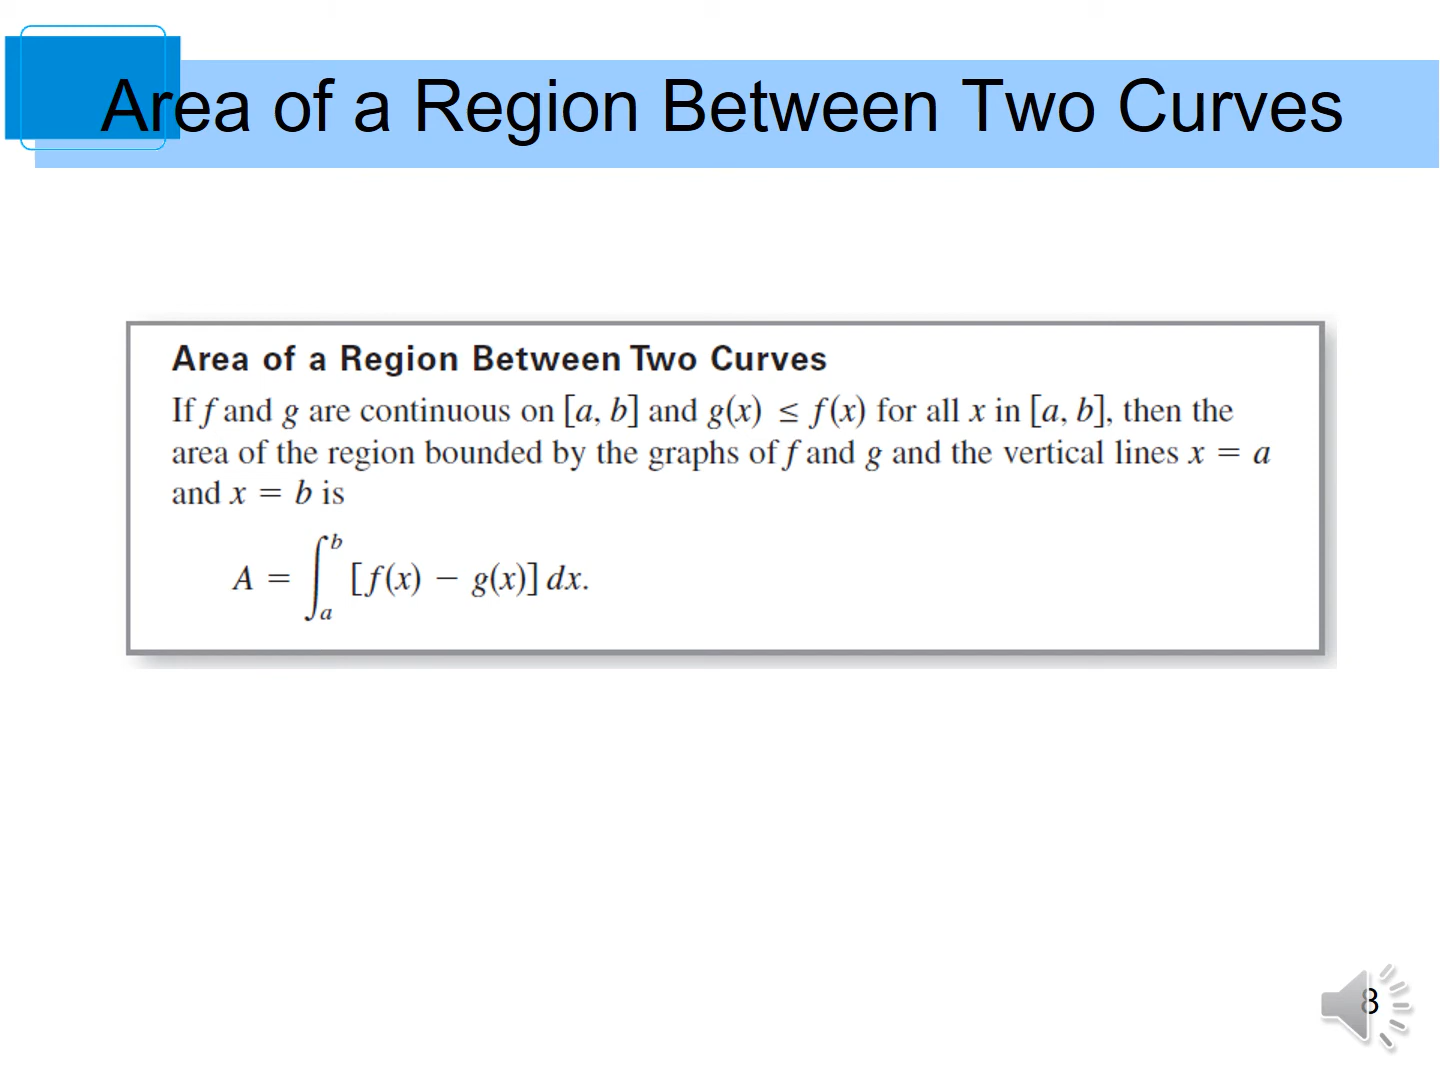 Area of a Region Between Two Curves
Area of a Region Between Two Curves
If f and g are continuous on [a, b] and g(x) ≤ f(x) for all x in [a, b], then the
area of the region bounded by the graphs of f and g and the vertical lines x = a
and x = b is
A = ∫_a^b [f(x) − g(x)] dx.
8